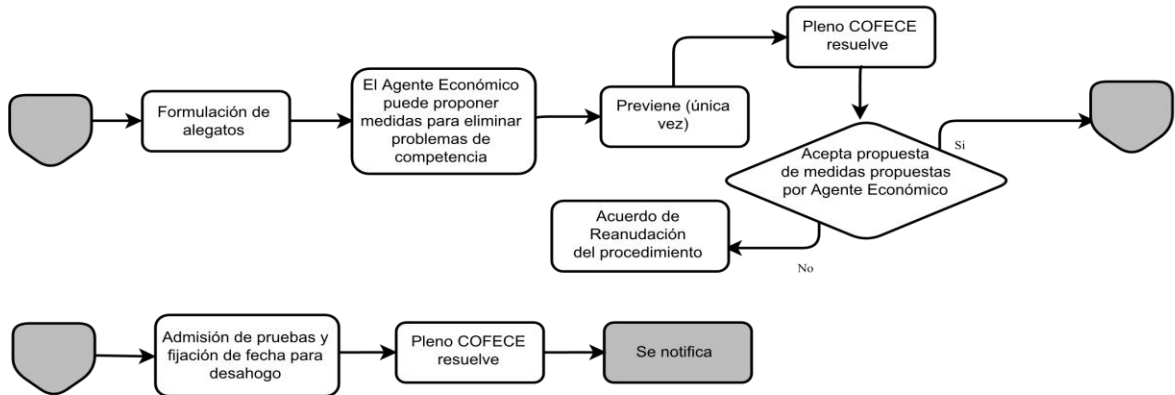 Formulación de
alegatos
El Agente Económico
puede proponer
medidas para eliminar
problemas de
competencia
Previene (única
vez)
Pleno COFECE
resuelve
Acepta propuesta
de medidas propuestas
por Agente Económico
Si
No
Acuerdo de
Reanudación
del procedimiento
Admisión de pruebas y
fijación de fecha para
desahogo
Pleno COFECE
resuelve
Se notifica